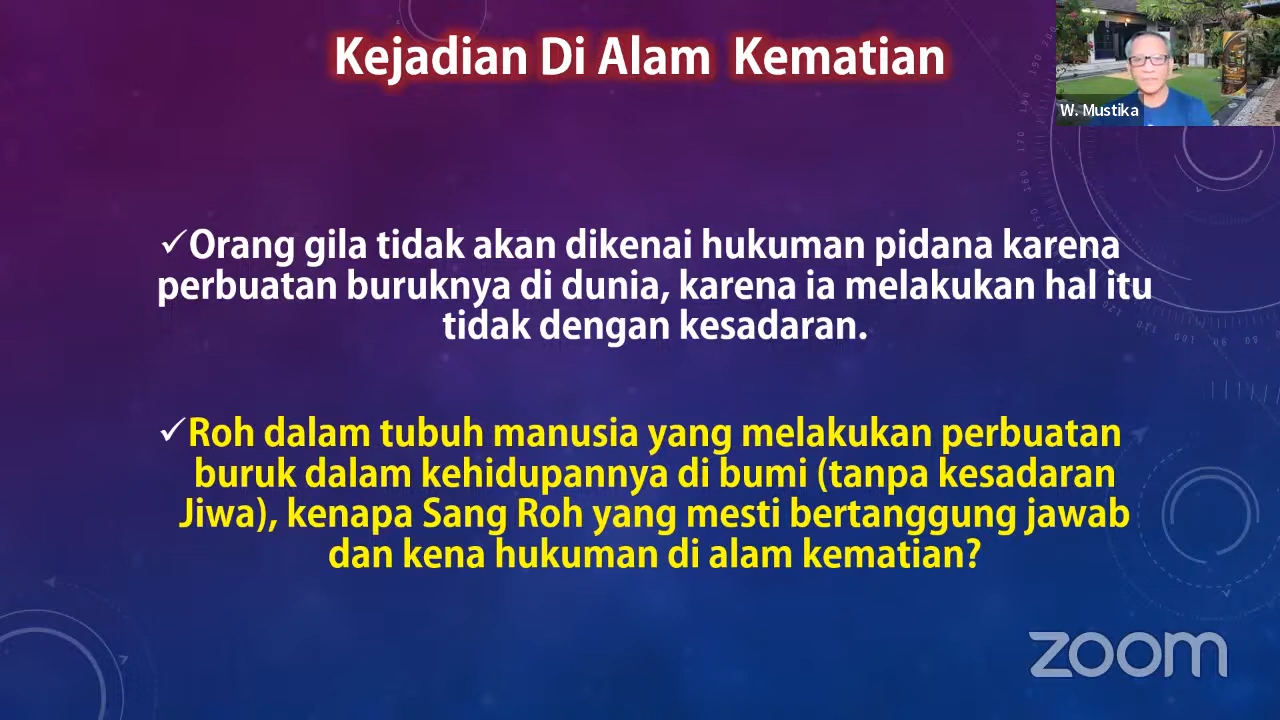 Kejadian Di Alam Kematian
W. Mustika
✓Orang gila tidak akan dikenai hukuman pidana karena
perbuatan buruknya di dunia, karena ia melakukan hal itu
tidak dengan kesadaran.
✓Roh dalam tubuh manusia yang melakukan perbuatan
buruk dalam kehidupannya di bumi (tanpa kesadaran
Jiwa), kenapa Sang Roh yang mesti bertanggung jawab
dan kena hukuman di alam kematian?
zoom